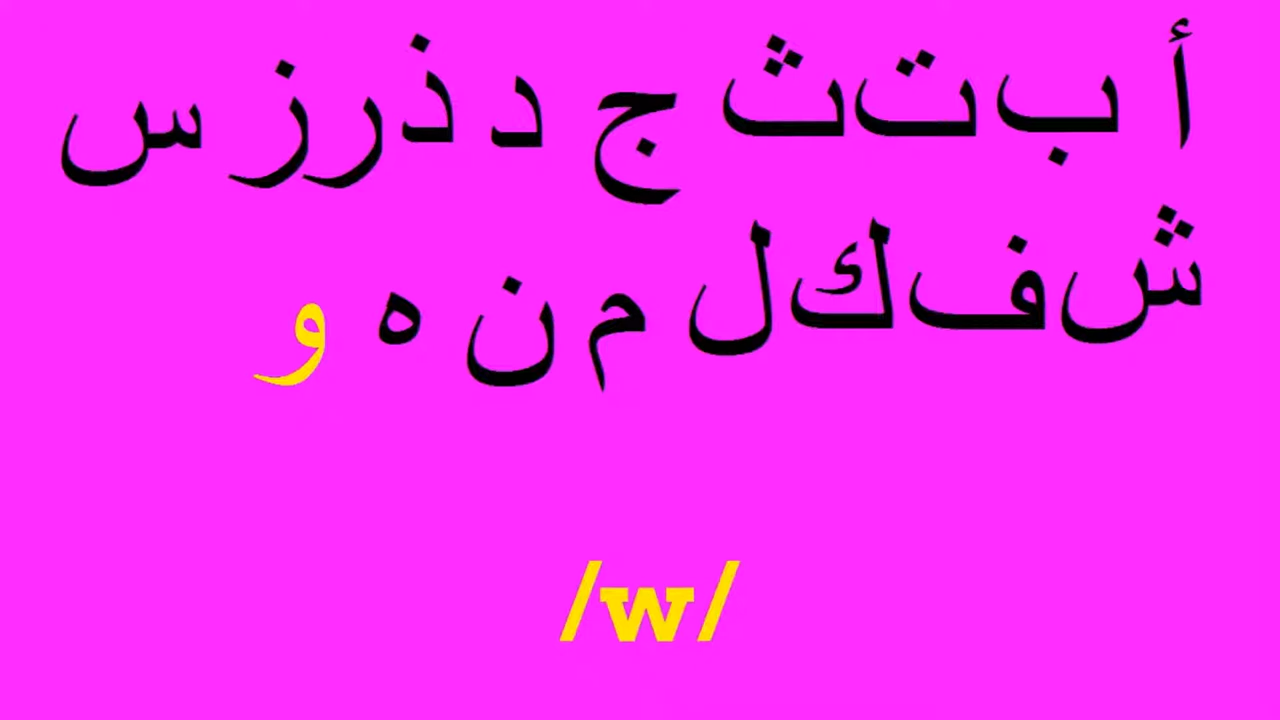 أ ب ت ث ج د ذ ر ز س
ش ف ك ل م ن ه و
/w/